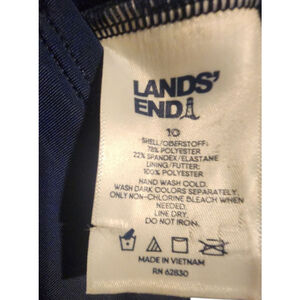 LANDS'
END
10
SHELL/OBERSTOFF:
78% POLYESTER
22% SPANDEX/ELASTANE
LINING/FUTTER:
100% POLYESTER
HAND WASH COLD.
WASH DARK COLORS SEPARATELY.
ONLY NON-CHLORINE BLEACH WHEN
NEEDED.
LINE DRY.
DO NOT IRON.
MADE IN VIETNAM
RN 62830